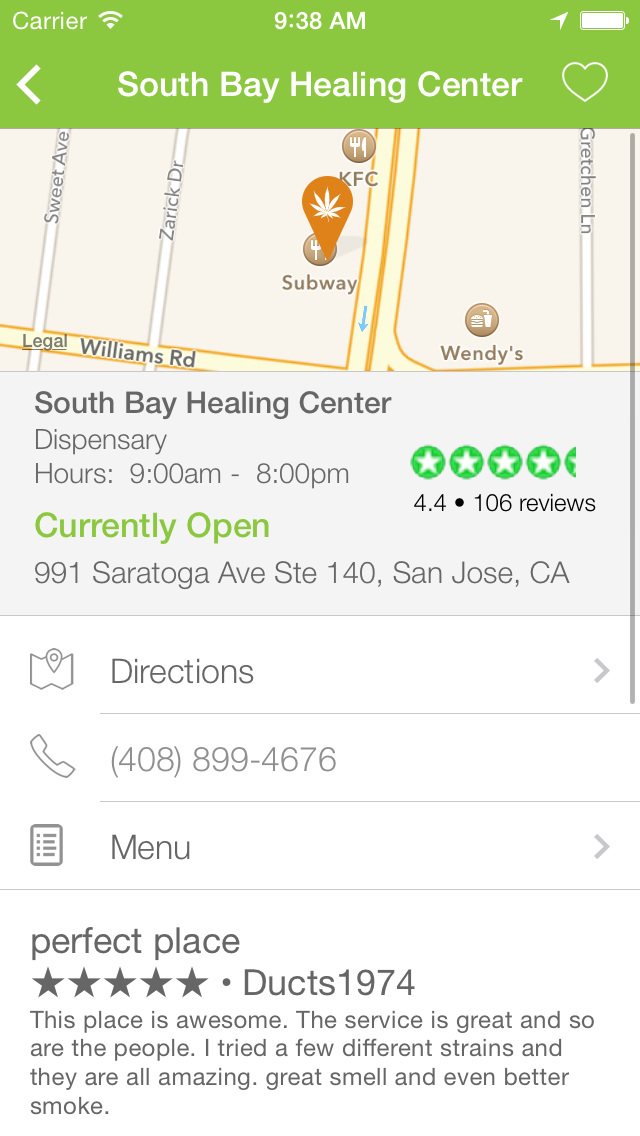 Carrier 9:38 AM
South Bay Healing Center
Sweet Ave
Zarick Dr
KFC
Gretchen Ln
Subway
Legal Williams Rd
Wendy's
South Bay Healing Center
Dispensary
Hours: 9:00am - 8:00pm
4.4 • 106 reviews
Currently Open
991 Saratoga Ave Ste 140, San Jose, CA
Directions
(408) 899-4676
Menu
perfect place
★★★★★ • Ducts1974
This place is awesome. The service is great and so
are the people. I tried a few different strains and
they are all amazing. great smell and even better
smoke.